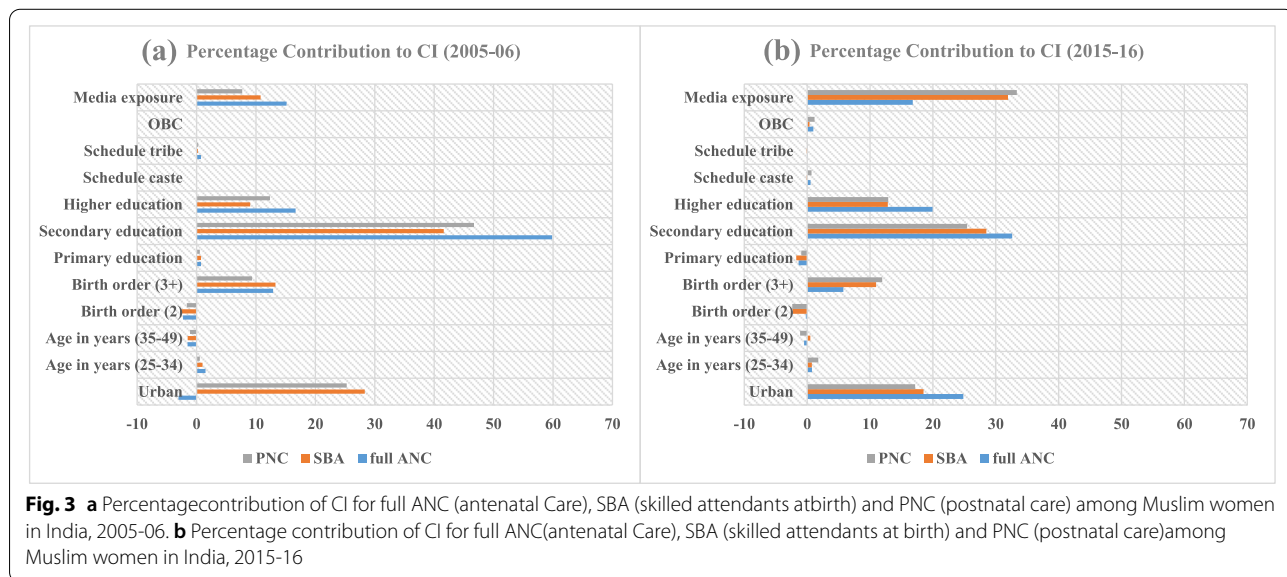 (a) Percentage Contribution to CI (2005-06)
Media exposure
OBC
Schedule tribe
Schedule caste
Higher education
Secondary education
Primary education
Birth order (3+)
Birth order (2)
Age in years (35-49)
Age in years (25-34)
Urban
-10 0 10 20 30 40 50 60 70
PNC SBA full ANC
(b) Percentage Contribution to CI (2015-16)
Media exposure
OBC
Schedule tribe
Schedule caste
Higher education
Secondary education
Primary education
Birth order (3+)
Birth order (2)
Age in years (35-49)
Age in years (25-34)
Urban
-10 0 10 20 30 40 50 60 70
PNC SBA full ANC
Fig. 3 a Percentagecontribution of CI for full ANC (antenatal Care), SBA (skilled attendants atbirth) and PNC (postnatal care) among Muslim women
in India, 2005-06. b Percentage contribution of CI for full ANC(antenatal Care), SBA (skilled attendants at birth) and PNC (postnatal care)among
Muslim women in India, 2015-16